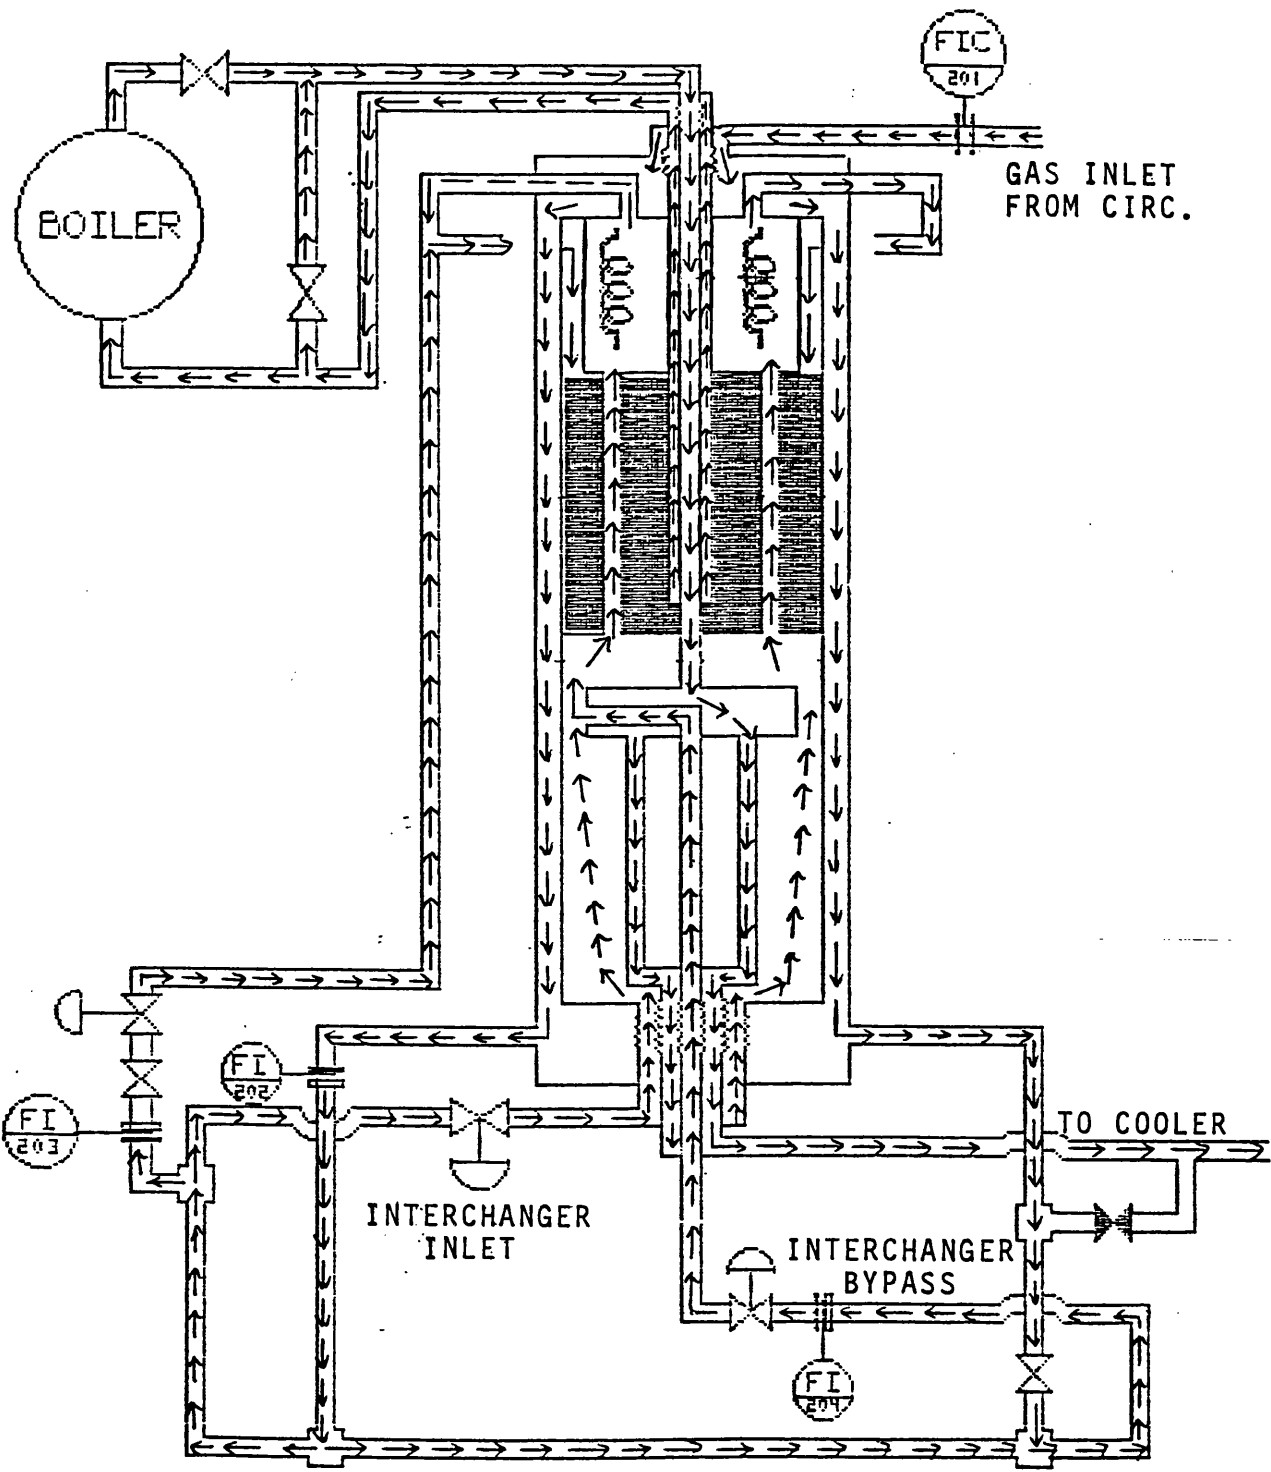 FIC
201
GAS INLET
FROM CIRC.
BOILER
FI
202
FI
203
TO COOLER
INTERCHANGER
INLET
INTERCHANGER
BYPASS
FI
204